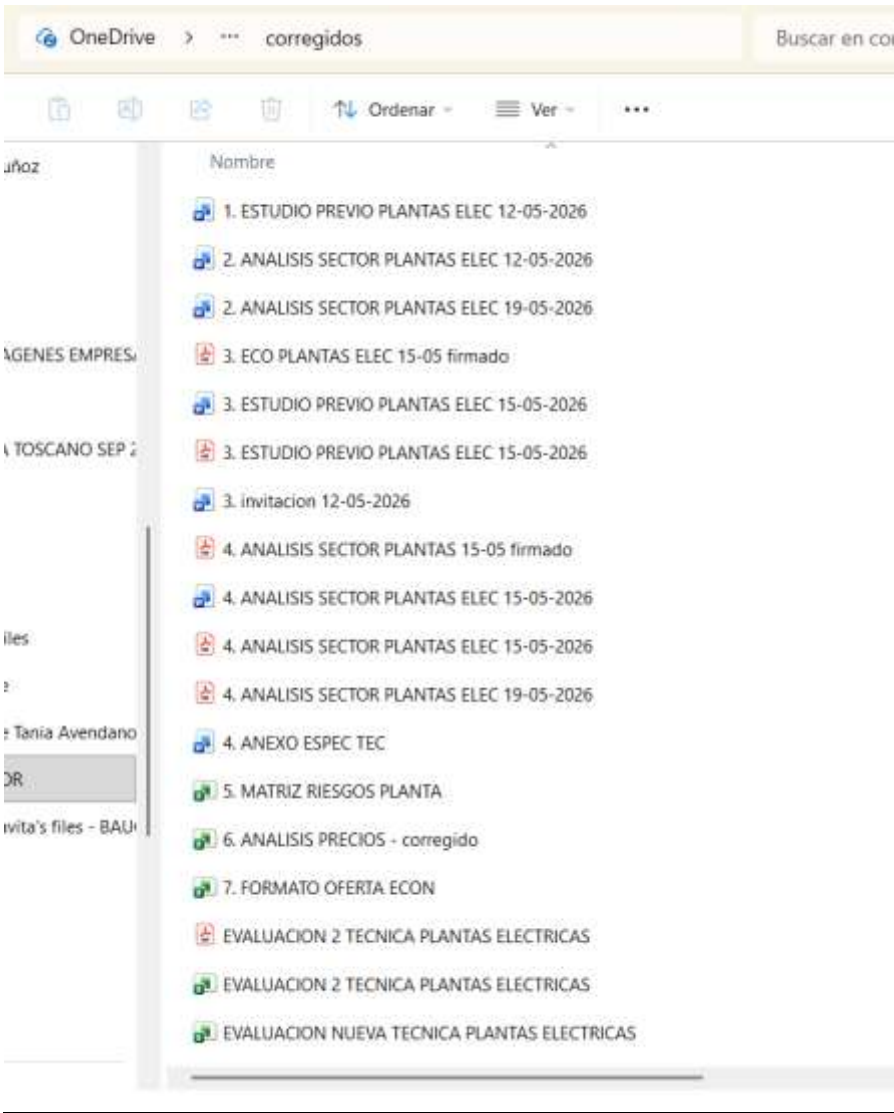 OneDrive > ... corregidos Buscar en co
Ordenar Ver ...
uñoz
Nombre
1. ESTUDIO PREVIO PLANTAS ELEC 12-05-2026
2. ANALISIS SECTOR PLANTAS ELEC 12-05-2026
2. ANALISIS SECTOR PLANTAS ELEC 19-05-2026
AGENES EMPRESA
3. ECO PLANTAS ELEC 15-05 firmado
3. ESTUDIO PREVIO PLANTAS ELEC 15-05-2026
A TOSCANO SEP 2
3. ESTUDIO PREVIO PLANTAS ELEC 15-05-2026
3. invitacion 12-05-2026
4. ANALISIS SECTOR PLANTAS 15-05 firmado
4. ANALISIS SECTOR PLANTAS ELEC 15-05-2026
iles
4. ANALISIS SECTOR PLANTAS ELEC 15-05-2026
e
4. ANALISIS SECTOR PLANTAS ELEC 19-05-2026
e Tania Avendano
4. ANEXO ESPEC TEC
OR
5. MATRIZ RIESGOS PLANTA
avita's files - BAU
6. ANALISIS PRECIOS - corregido
7. FORMATO OFERTA ECON
EVALUACION 2 TECNICA PLANTAS ELECTRICAS
EVALUACION 2 TECNICA PLANTAS ELECTRICAS
EVALUACION NUEVA TECNICA PLANTAS ELECTRICAS